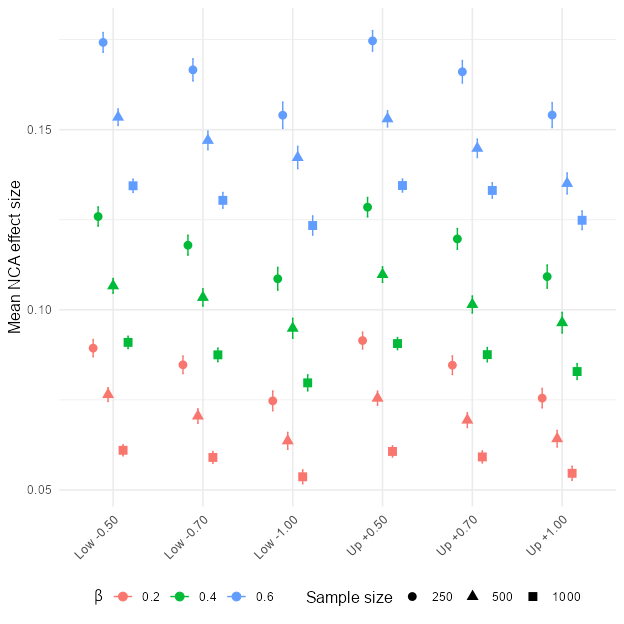 Mean NCA effect size
0.15
0.10
0.05
Low -0.50
Low -0.70
Low -1.00
Up +0.50
Up +0.70
Up +1.00
β 0.2 0.4 0.6 Sample size 250 500 1000